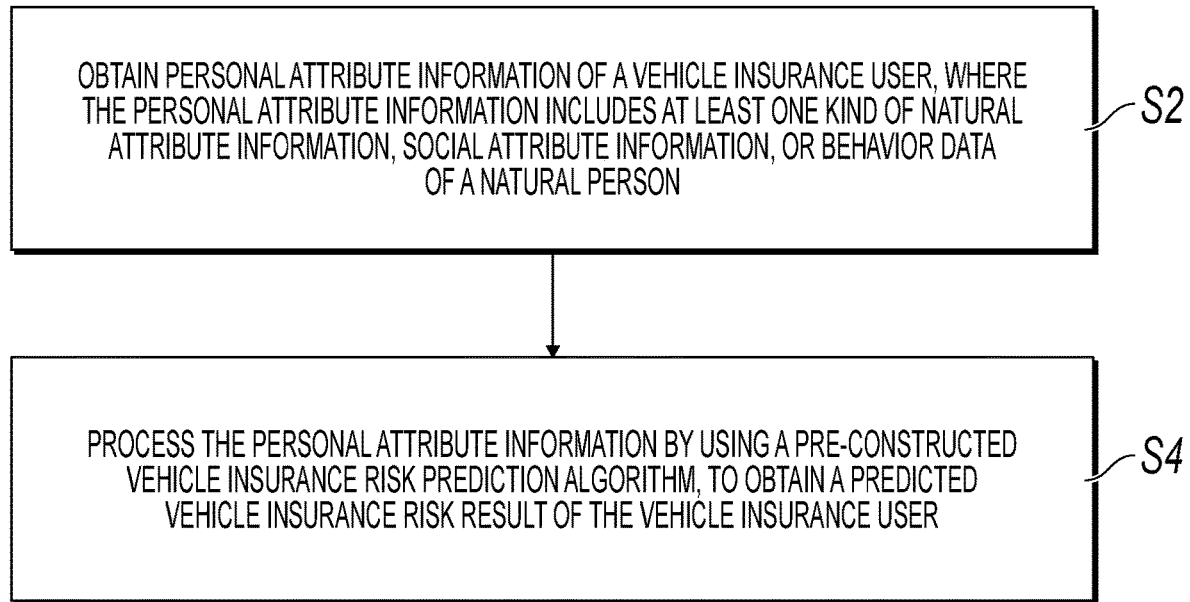 OBTAIN PERSONAL ATTRIBUTE INFORMATION OF A VEHICLE INSURANCE USER, WHERE
THE PERSONAL ATTRIBUTE INFORMATION INCLUDES AT LEAST ONE KIND OF NATURAL
ATTRIBUTE INFORMATION, SOCIAL ATTRIBUTE INFORMATION, OR BEHAVIOR DATA
OF A NATURAL PERSON
S2
PROCESS THE PERSONAL ATTRIBUTE INFORMATION BY USING A PRE-CONSTRUCTED
VEHICLE INSURANCE RISK PREDICTION ALGORITHM, TO OBTAIN A PREDICTED
VEHICLE INSURANCE RISK RESULT OF THE VEHICLE INSURANCE USER
S4